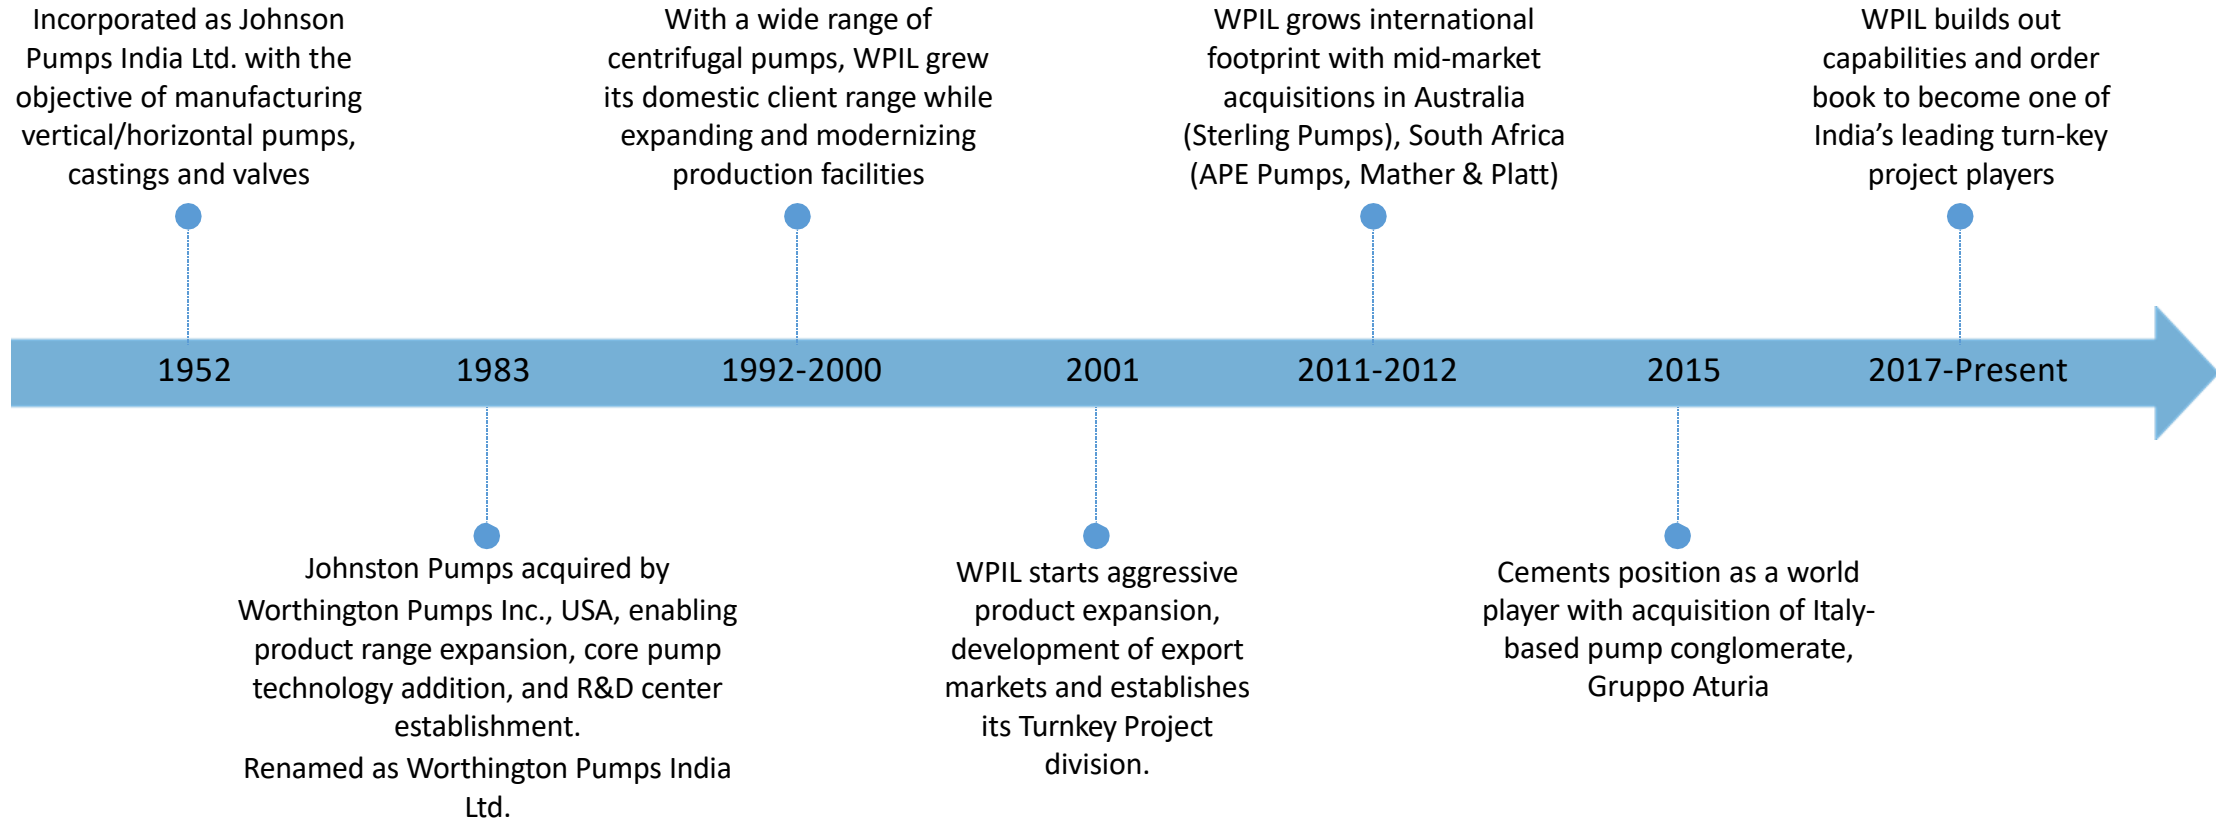 Incorporated as Johnson
Pumps India Ltd. with the
objective of manufacturing
vertical/horizontal pumps,
castings and valves
With a wide range of
centrifugal pumps, WPIL grew
its domestic client range while
expanding and modernizing
production facilities
WPIL grows international
footprint with mid-market
acquisitions in Australia
(Sterling Pumps), South Africa
(APE Pumps, Mather & Platt)
WPIL builds out
capabilities and order
book to become one of
India’s leading turn-key
project players
1952
1983
1992-2000
2001
2011-2012
2015
2017-Present
Johnston Pumps acquired by
Worthington Pumps Inc., USA, enabling
product range expansion, core pump
technology addition, and R&D center
establishment.
Renamed as Worthington Pumps India
Ltd.
WPIL starts aggressive
product expansion,
development of export
markets and establishes
its Turnkey Project
division.
Cements position as a world
player with acquisition of Italy-
based pump conglomerate,
Gruppo Aturia